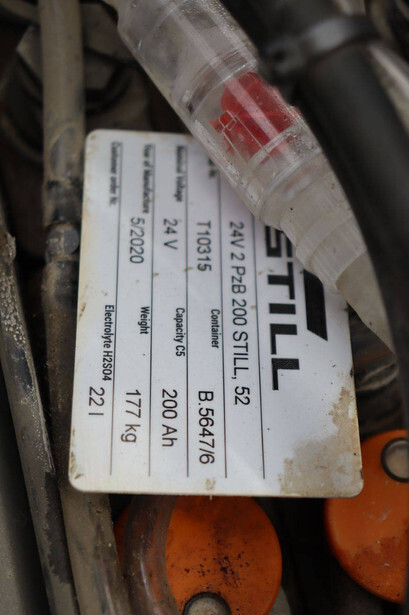 STILL
24V 2 PzB 200 STILL, 52
T10315 Container B.5647/6
Nominal Voltage 24 V Capacity C5 200 Ah
Year of Manufacture 5/2020 Weight 177 kg
Customer order Nr. Electrolyte H2SO4 22 l